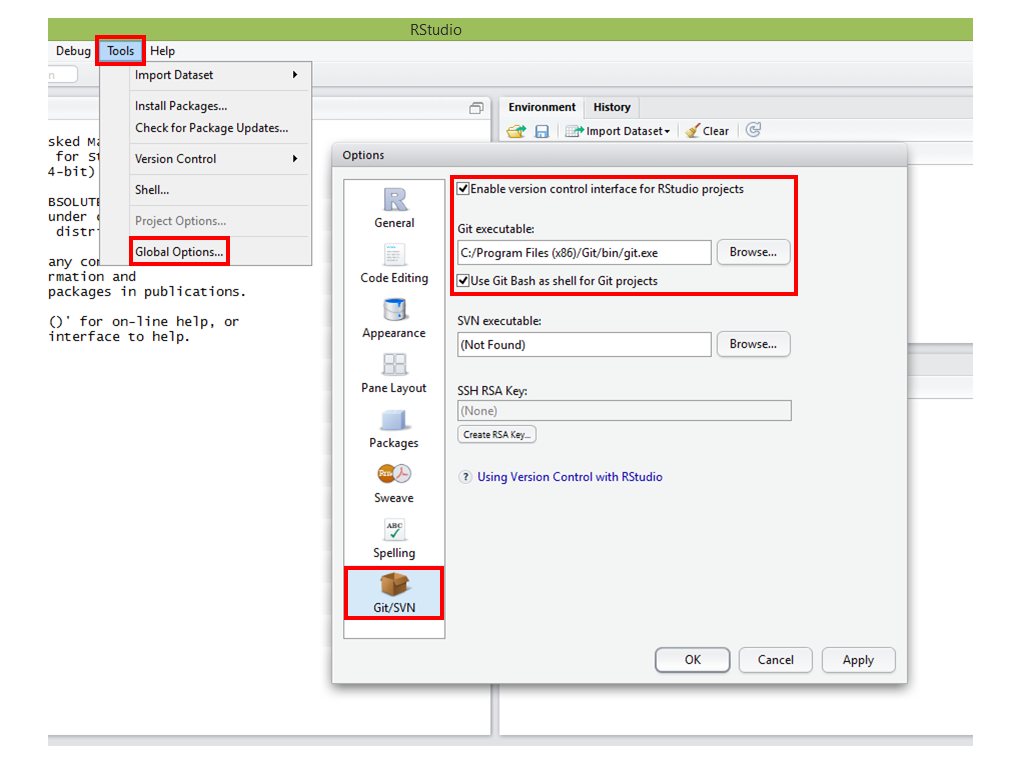 RStudio
Debug Tools Help
n
Import Dataset
Install Packages...
Check for Package Updates...
Version Control
Shell...
Project Options...
Global Options...
sked Ma
for St
4-bit)
BSOLUTE
under c
distri
any cor
rmation and
packages in publications.
()' for on-line help, or
interface to help.
Environment History
Import Dataset Clear
Options
General
Code Editing
Appearance
Pane Layout
Packages
Sweave
ABC
Spelling
Git/SVN
Enable version control interface for RStudio projects
Git executable:
C:/Program Files (x86)/Git/bin/git.exe Browse...
Use Git Bash as shell for Git projects
SVN executable:
(Not Found) Browse...
SSH RSA Key:
(None)
Create RSA Key...
? Using Version Control with RStudio
OK Cancel Apply